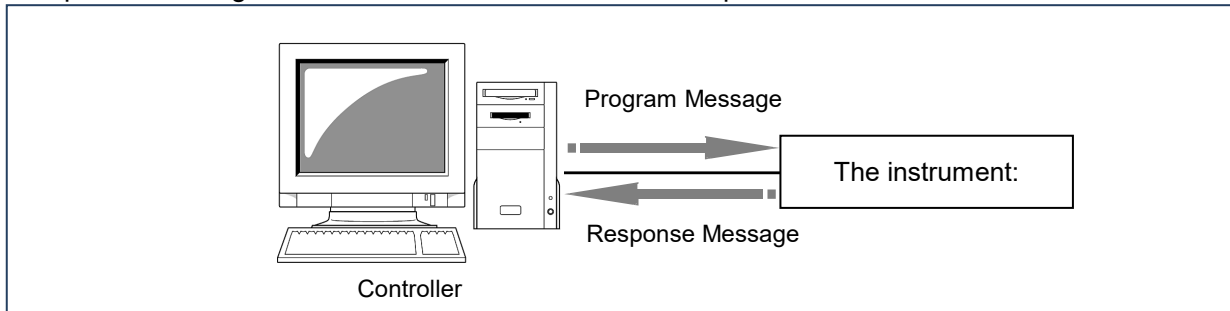 Program Message
The instrument:
Response Message
Controller